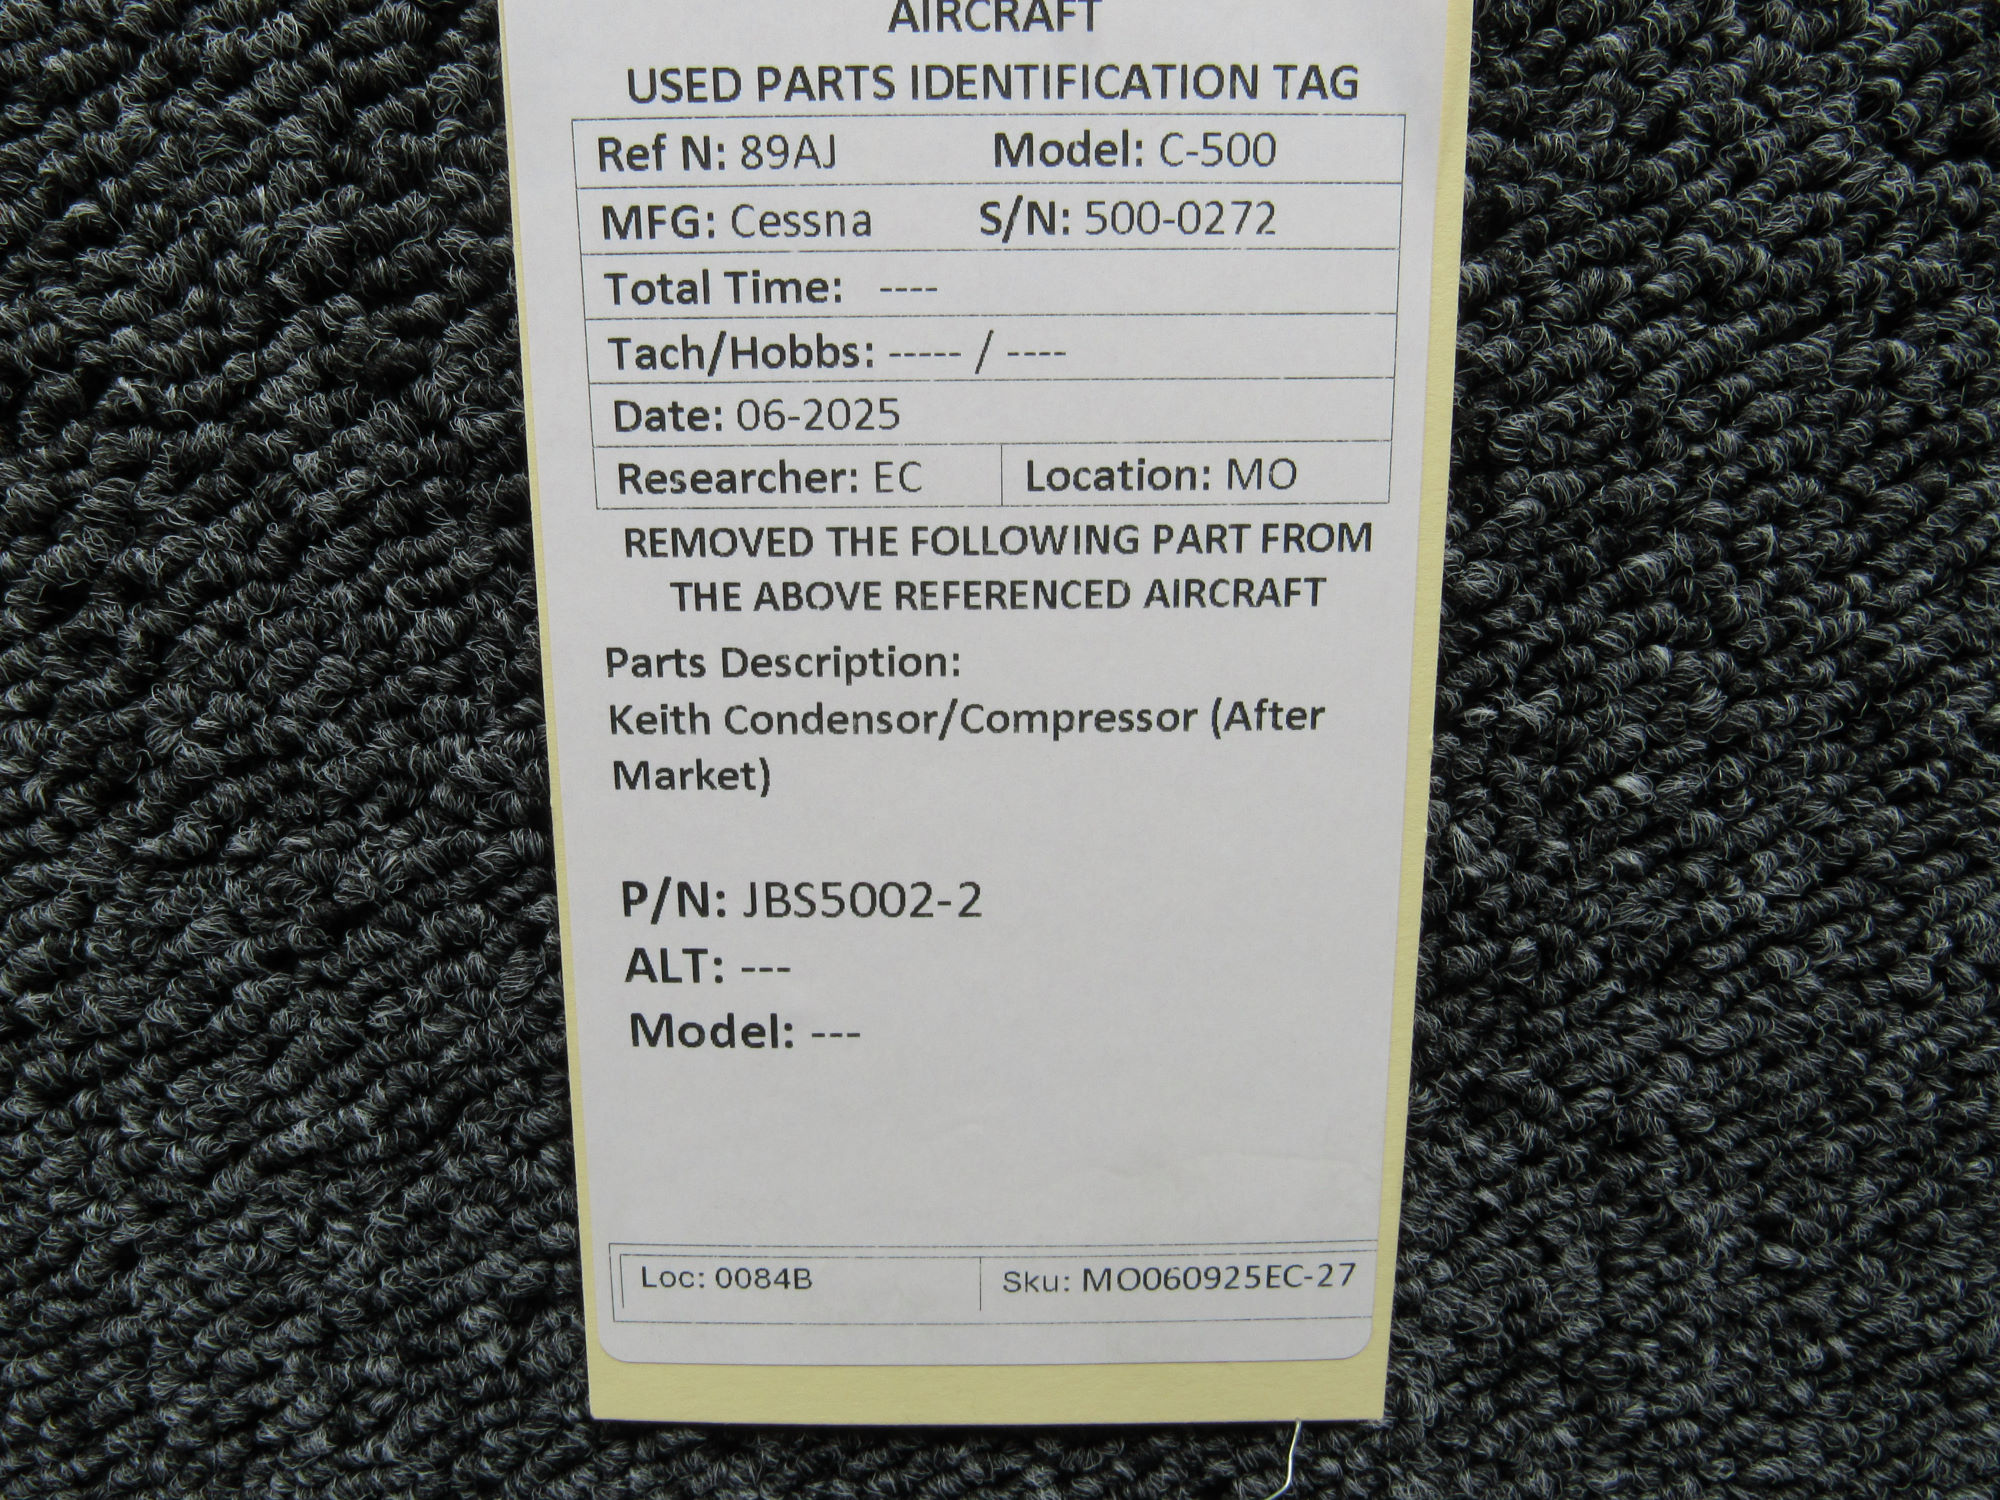 AIRCRAFT
USED PARTS IDENTIFICATION TAG
Ref N: 89AJ Model: C-500
MFG: Cessna S/N: 500-0272
Total Time: ----
Tach/Hobbs: ----- / ----
Date: 06-2025
Researcher: EC Location: MO
REMOVED THE FOLLOWING PART FROM
THE ABOVE REFERENCED AIRCRAFT
Parts Description:
Keith Condensor/Compressor (After
Market)
P/N: JBS5002-2
ALT: ---
Model: ---
Loc: 0084B Sku: MO060925EC-27